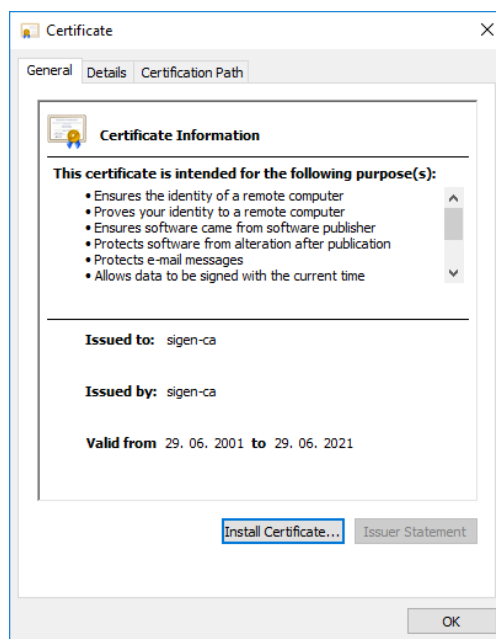 Certificate
General Details Certification Path
Certificate Information
This certificate is intended for the following purpose(s):
• Ensures the identity of a remote computer
• Proves your identity to a remote computer
• Ensures software came from software publisher
• Protects software from alteration after publication
• Protects e-mail messages
• Allows data to be signed with the current time
Issued to: sigen-ca
Issued by: sigen-ca
Valid from 29. 06. 2001 to 29. 06. 2021
Install Certificate... Issuer Statement
OK